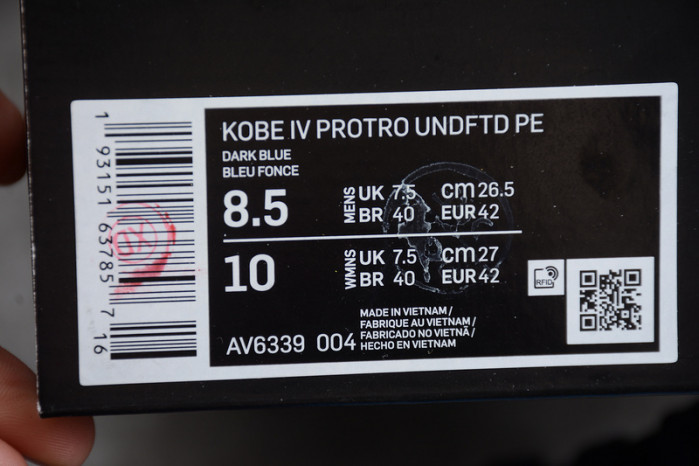 KOBE IV PROTRO UNDFTD PE
DARK BLUE
BLEU FONCE
8.5 MENS UK 7.5 cm 26.5
BR 40 EUR 42
10 WMNS UK 7.5 cm 27
BR 40 EUR 42
RFID
AV6339 004
MADE IN VIETNAM /
FABRIQUE AU VIETNAM /
FABRICADO NO VIETNÃ /
HECHO EN VIETNAM
1 93151 63785 7 16